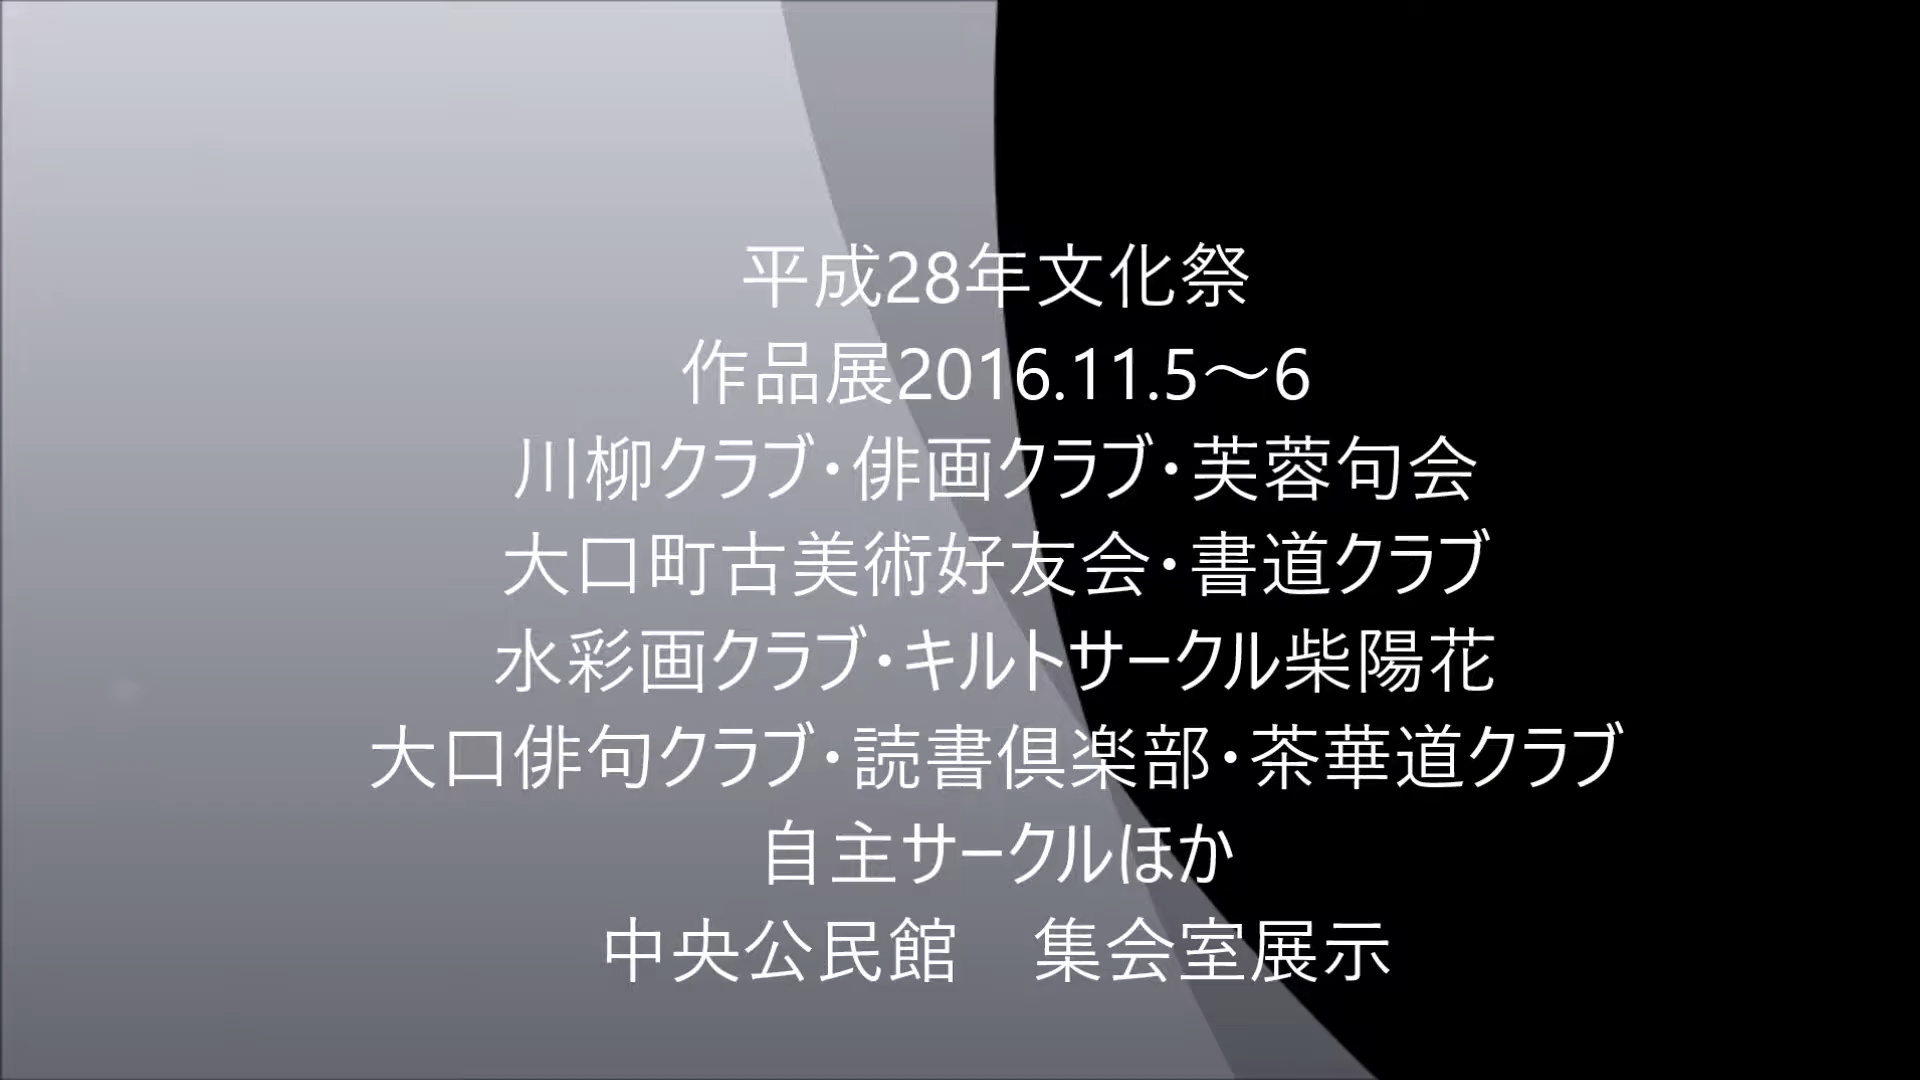 平成28年文化祭
作品展2016.11.5～6
川柳クラブ・俳画クラブ・芙蓉句会
大口町古美術好友会・書道クラブ
水彩画クラブ・キルトサークル柴陽花
大口俳句クラブ・読書倶楽部・茶華道クラブ
自主サークルほか
中央公民館　集会室展示